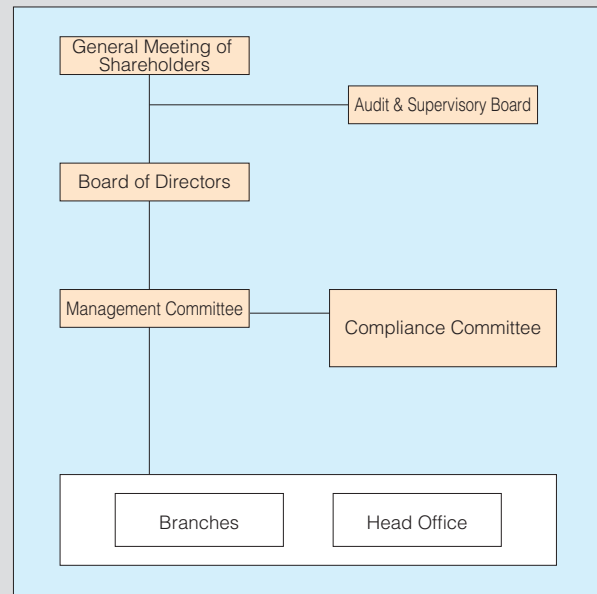 General Meeting of
Shareholders
Audit & Supervisory Board
Board of Directors
Management Committee
Compliance Committee
Branches
Head Office